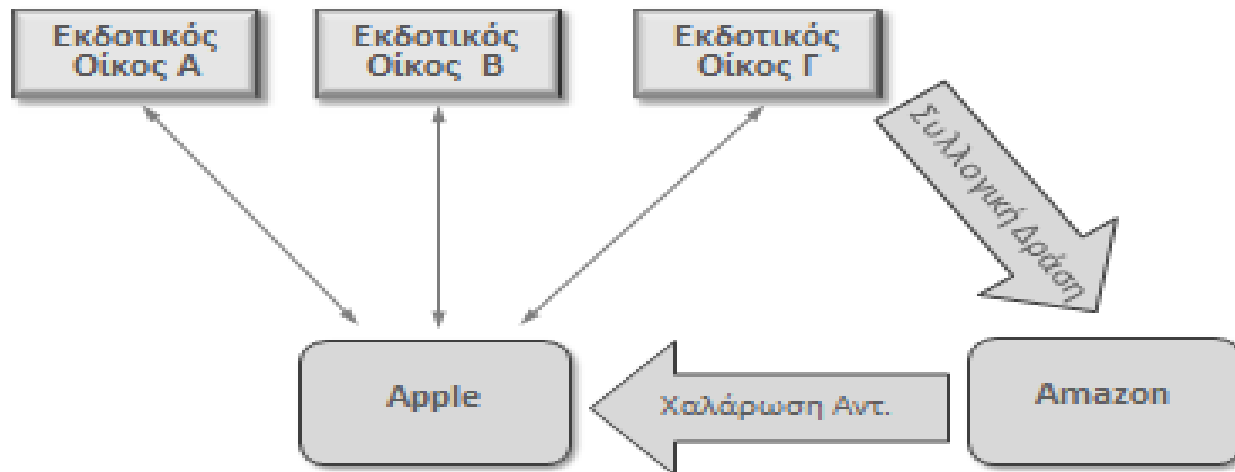 Εκδοτικός
Οίκος Α
Εκδοτικός
Οίκος Β
Εκδοτικός
Οίκος Γ
Συλλογική Δράση
Apple
Χαλάρωση Αντ.
Amazon